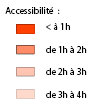 Accessibilité :
< à 1h
de 1h à 2h
de 2h à 3h
de 3h à 4h